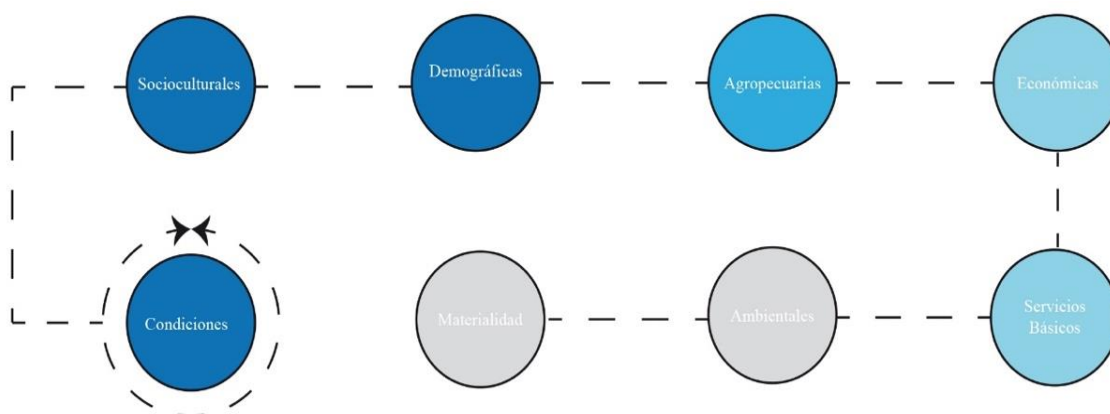 Socioculturales
Demográficas
Agropecuarias
Económicas
Condiciones
Materialidad
Ambientales
Servicios
Básicos